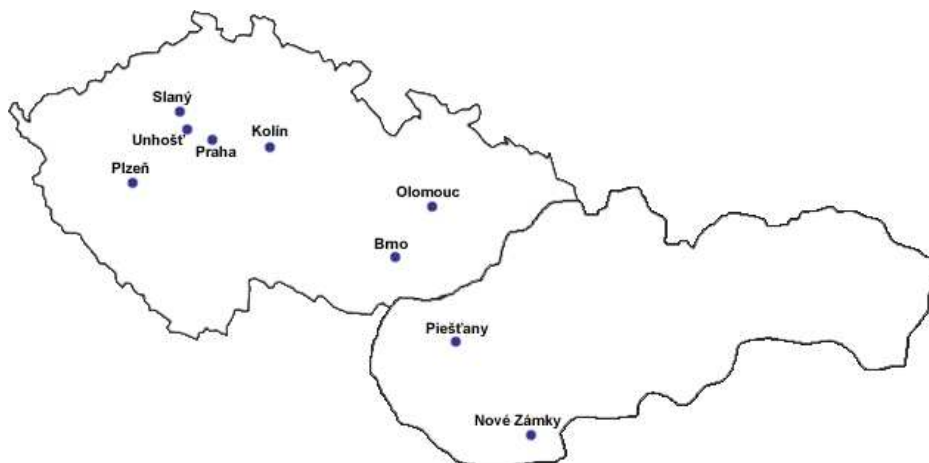 Slaný
Unhošť
Praha
Kolín
Plzeň
Olomouc
Brno
Piešťany
Nové Zámky